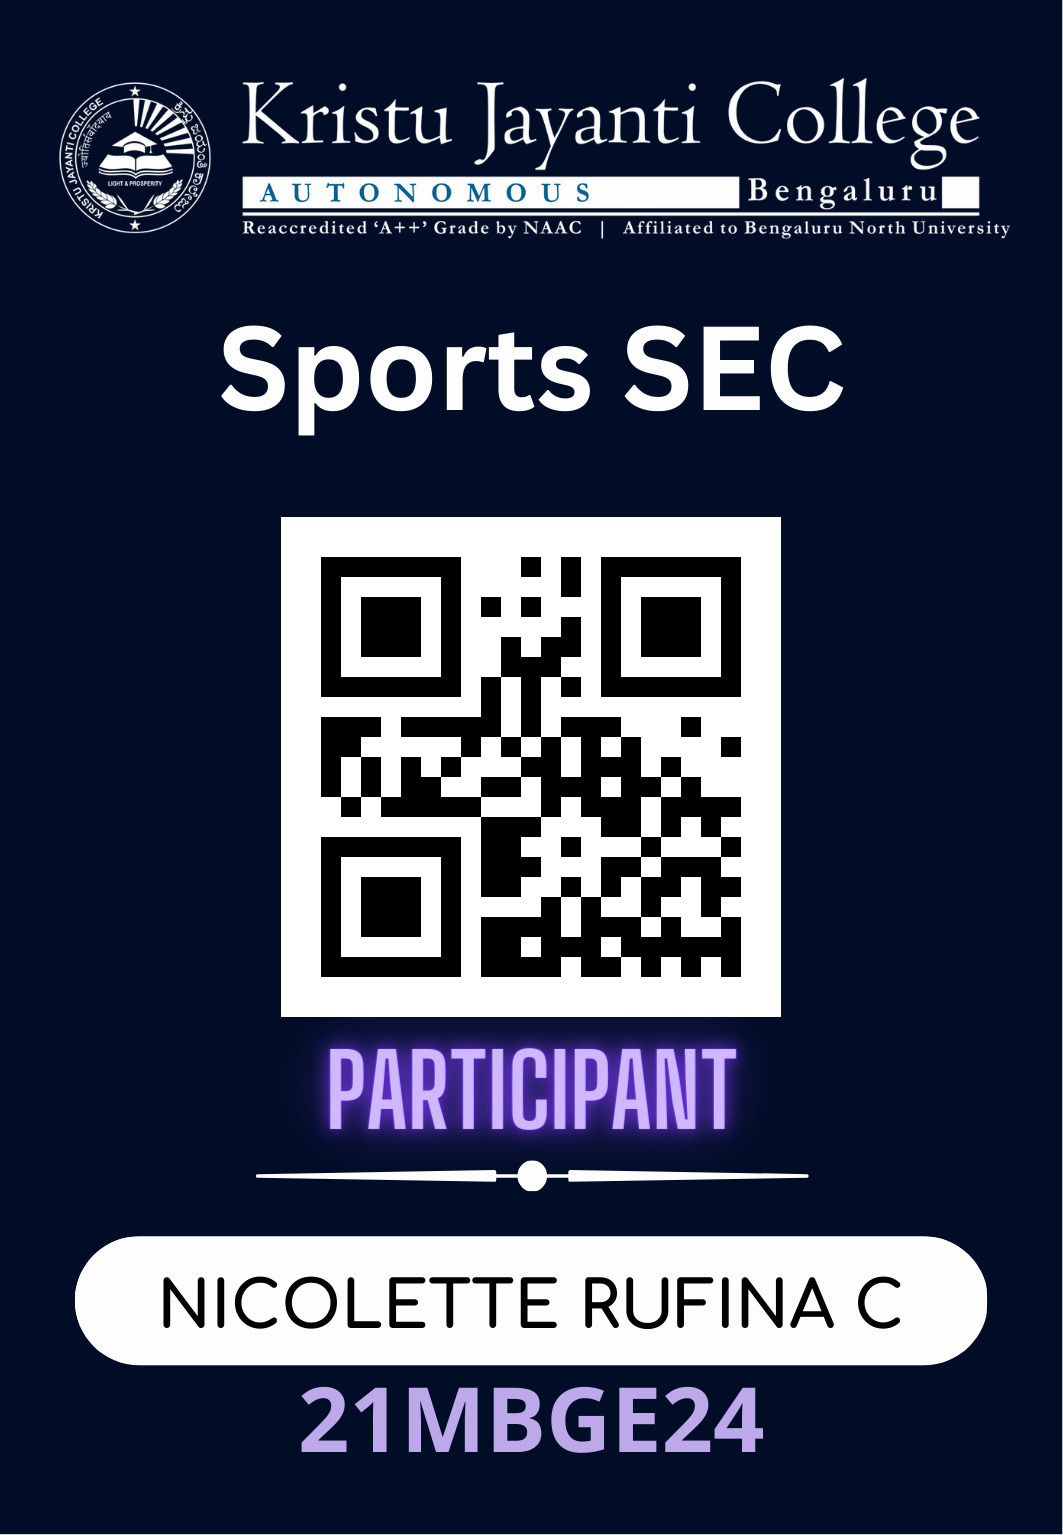 KRISTU JAYANTI COLLEGE
ಕ್ರಿಸ್ತು ಜಯಂತಿ ಕಾಲೇಜು
LIGHT & PROSPERITY
Kristu Jayanti College
AUTONOMOUS Bengaluru
Reaccredited ‘A++’ Grade by NAAC | Affiliated to Bengaluru North University
Sports SEC
PARTICIPANT
NICOLETTE RUFINA C
21MBGE24